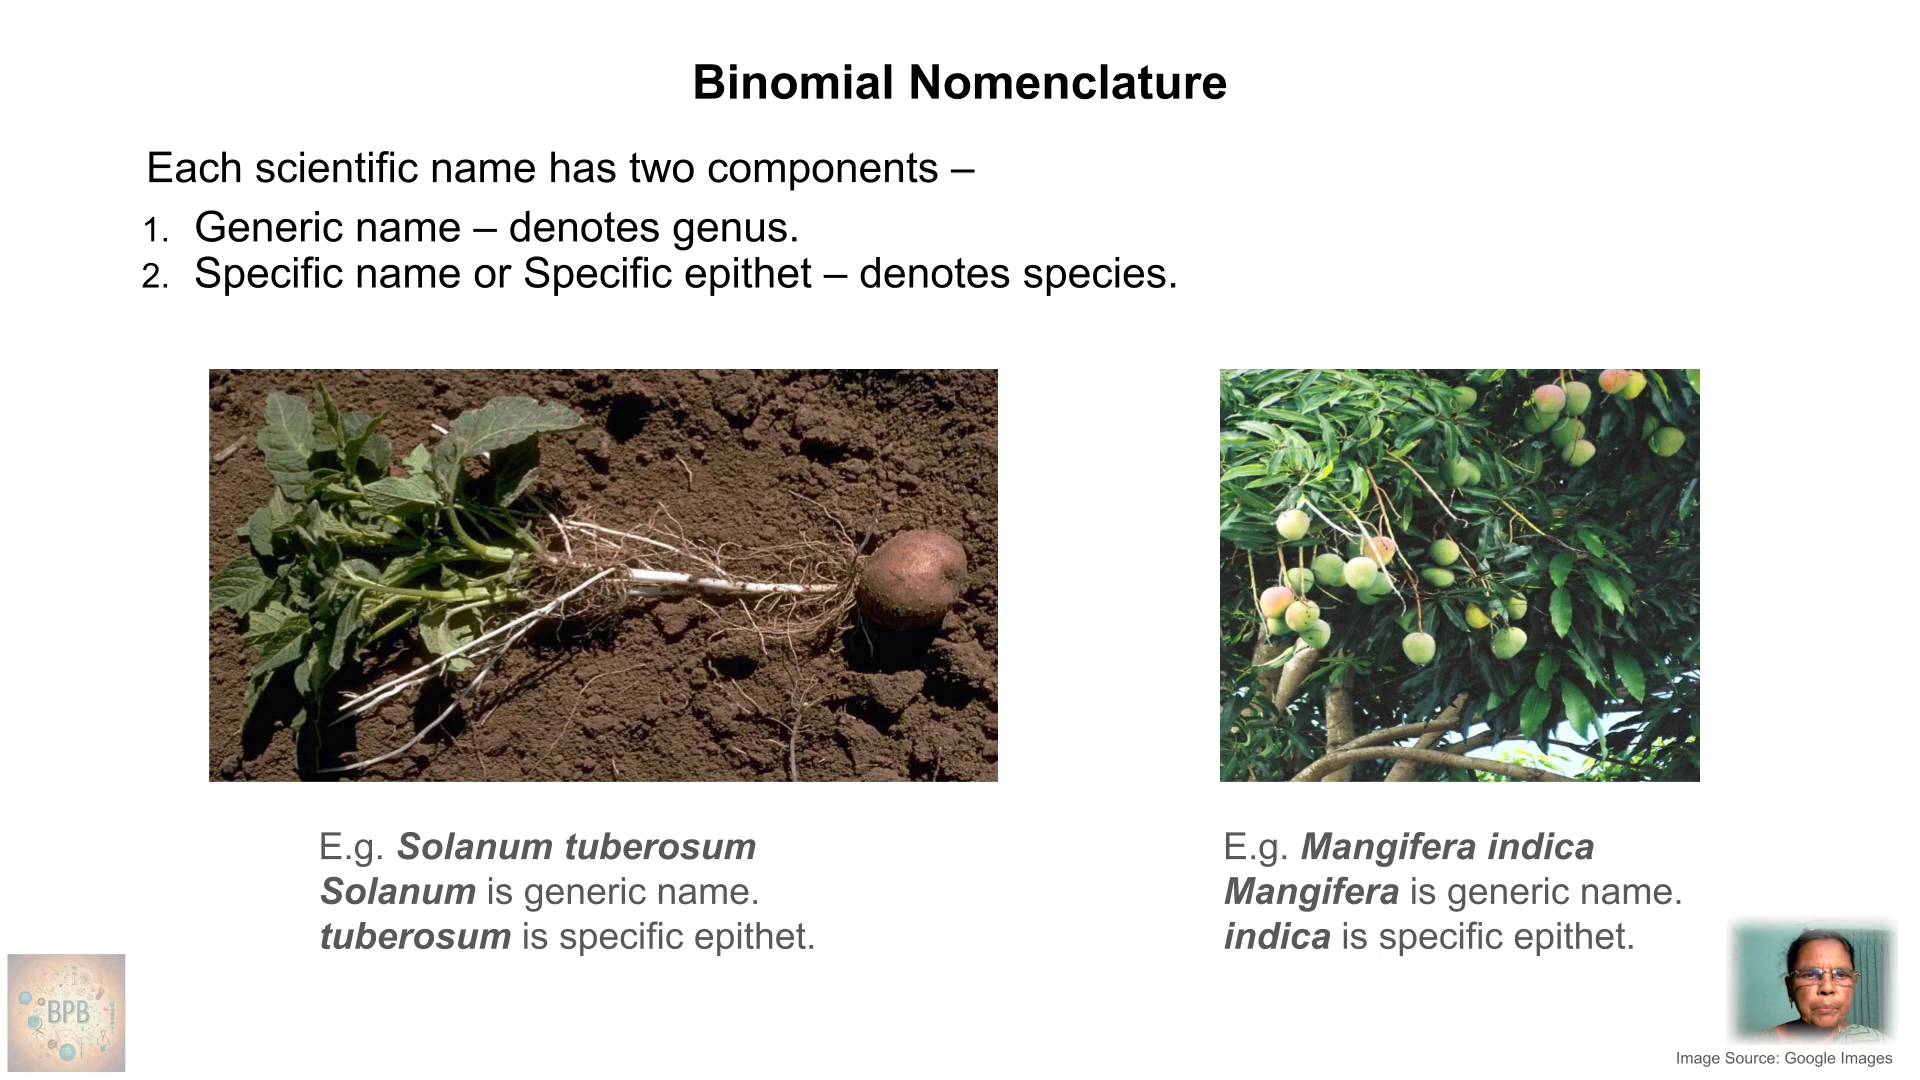 Binomial Nomenclature
Each scientific name has two components –
1. Generic name – denotes genus.
2. Specific name or Specific epithet – denotes species.
E.g. Solanum tuberosum
Solanum is generic name.
tuberosum is specific epithet.
E.g. Mangifera indica
Mangifera is generic name.
indica is specific epithet.
BPB
Image Source: Google Images